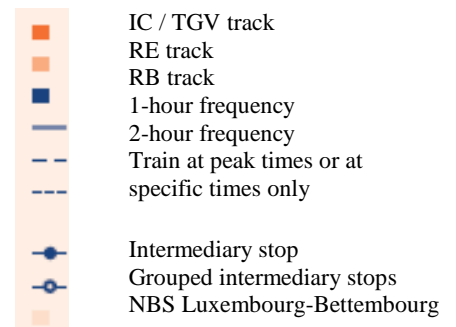 IC / TGV track
RE track
RB track
1-hour frequency
2-hour frequency
Train at peak times or at
specific times only
Intermediary stop
Grouped intermediary stops
NBS Luxembourg-Bettembourg